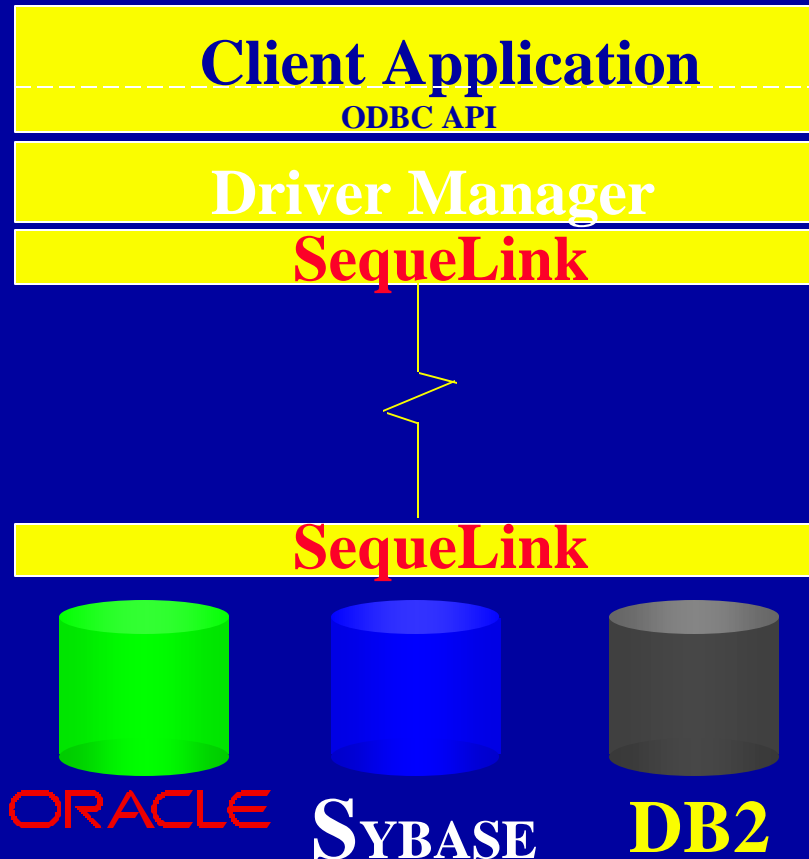 Client Application
ODBC API
Driver Manager
SequeLink
SequeLink
ORACLE SYBASE DB2